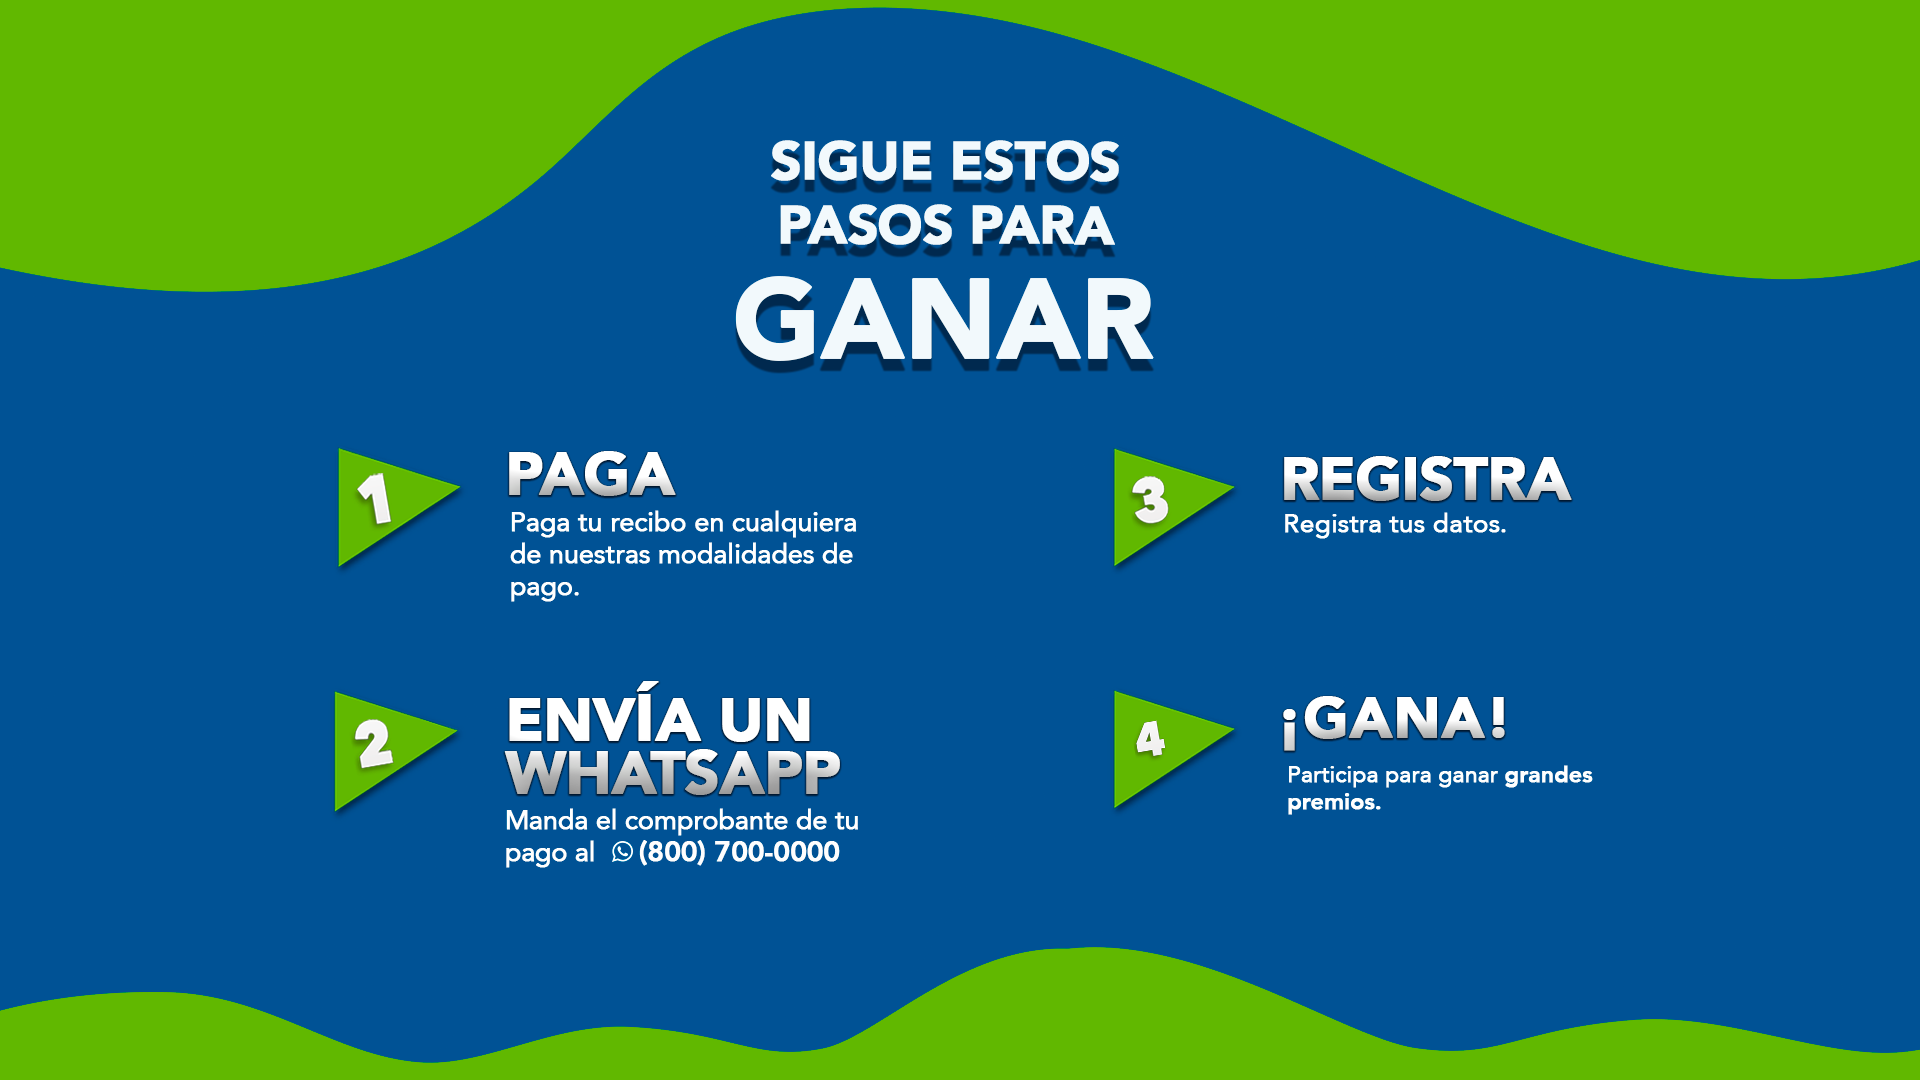 SIGUE ESTOS
PASOS PARA
GANAR
1
PAGA
Paga tu recibo en cualquiera
de nuestras modalidades de
pago.
2
ENVÍA UN
WHATSAPP
Manda el comprobante de tu
pago al (800) 700-0000
3
REGISTRA
Registra tus datos.
4
¡GANA!
Participa para ganar grandes
premios.